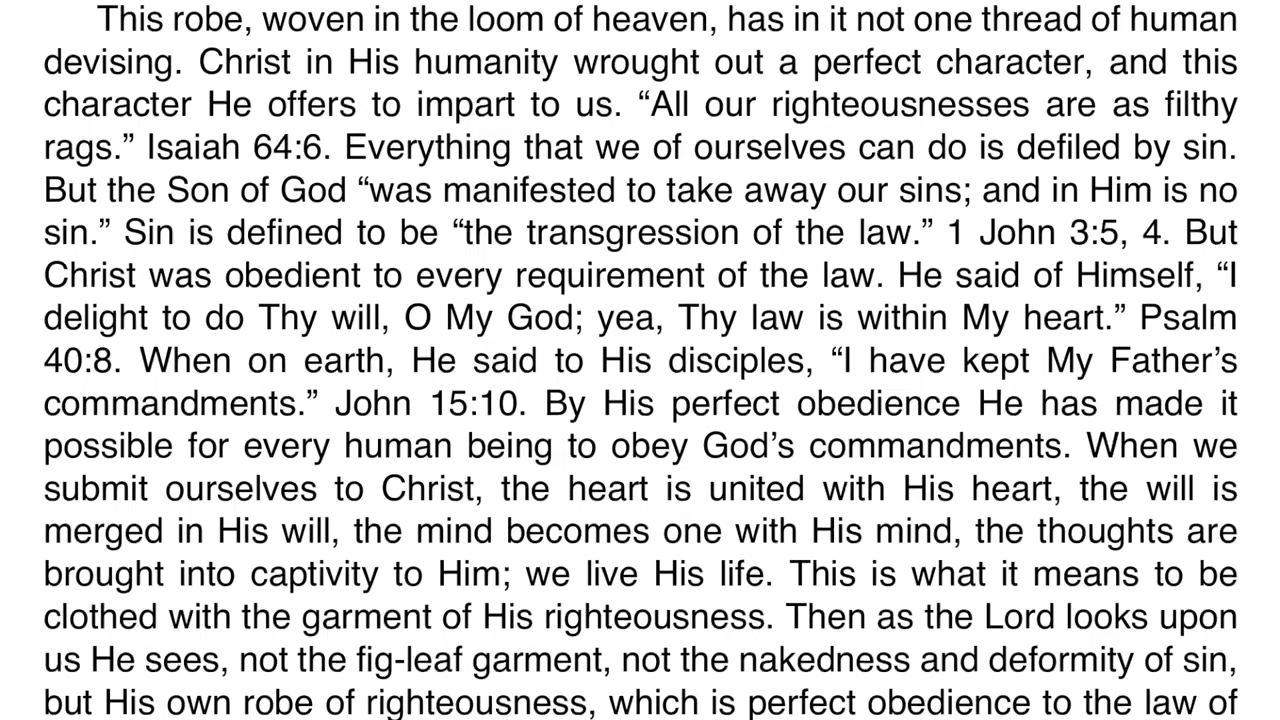 This robe, woven in the loom of heaven, has in it not one thread of human
devising. Christ in His humanity wrought out a perfect character, and this
character He offers to impart to us. “All our righteousnesses are as filthy
rags.” Isaiah 64:6. Everything that we of ourselves can do is defiled by sin.
But the Son of God “was manifested to take away our sins; and in Him is no
sin.” Sin is defined to be “the transgression of the law.” 1 John 3:5, 4. But
Christ was obedient to every requirement of the law. He said of Himself, “I
delight to do Thy will, O My God; yea, Thy law is within My heart.” Psalm
40:8. When on earth, He said to His disciples, “I have kept My Father’s
commandments.” John 15:10. By His perfect obedience He has made it
possible for every human being to obey God’s commandments. When we
submit ourselves to Christ, the heart is united with His heart, the will is
merged in His will, the mind becomes one with His mind, the thoughts are
brought into captivity to Him; we live His life. This is what it means to be
clothed with the garment of His righteousness. Then as the Lord looks upon
us He sees, not the fig-leaf garment, not the nakedness and deformity of sin,
but His own robe of righteousness, which is perfect obedience to the law of